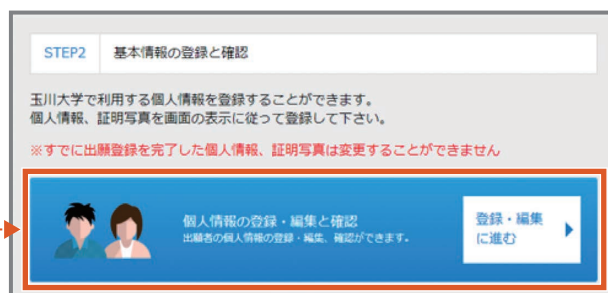 STEP2 基本情報の登録と確認
玉川大学で利用する個人情報を登録することができます。
個人情報、証明写真を画面の表示に従って登録して下さい。
※すでに出願登録を完了した個人情報、証明写真は変更することができません
個人情報の登録・編集と確認
出願者の個人情報の登録・編集、確認ができます。
登録・編集
に進む